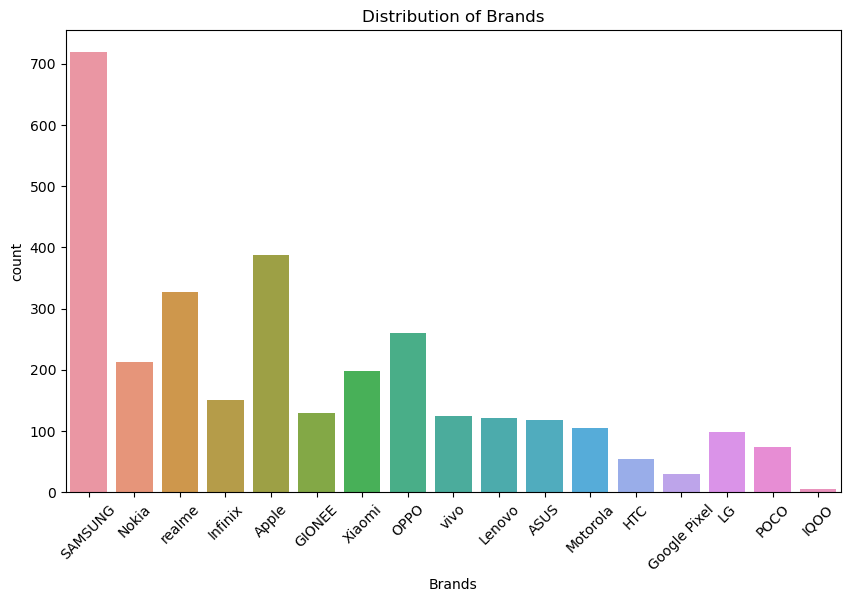 Distribution of Brands
count
700
600
500
400
300
200
100
0
SAMSUNG
Nokia
realme
Infinix
Apple
GIONEE
Xiaomi
OPPO
vivo
Lenovo
ASUS
Motorola
HTC
Google Pixel
LG
POCO
IQOO
Brands